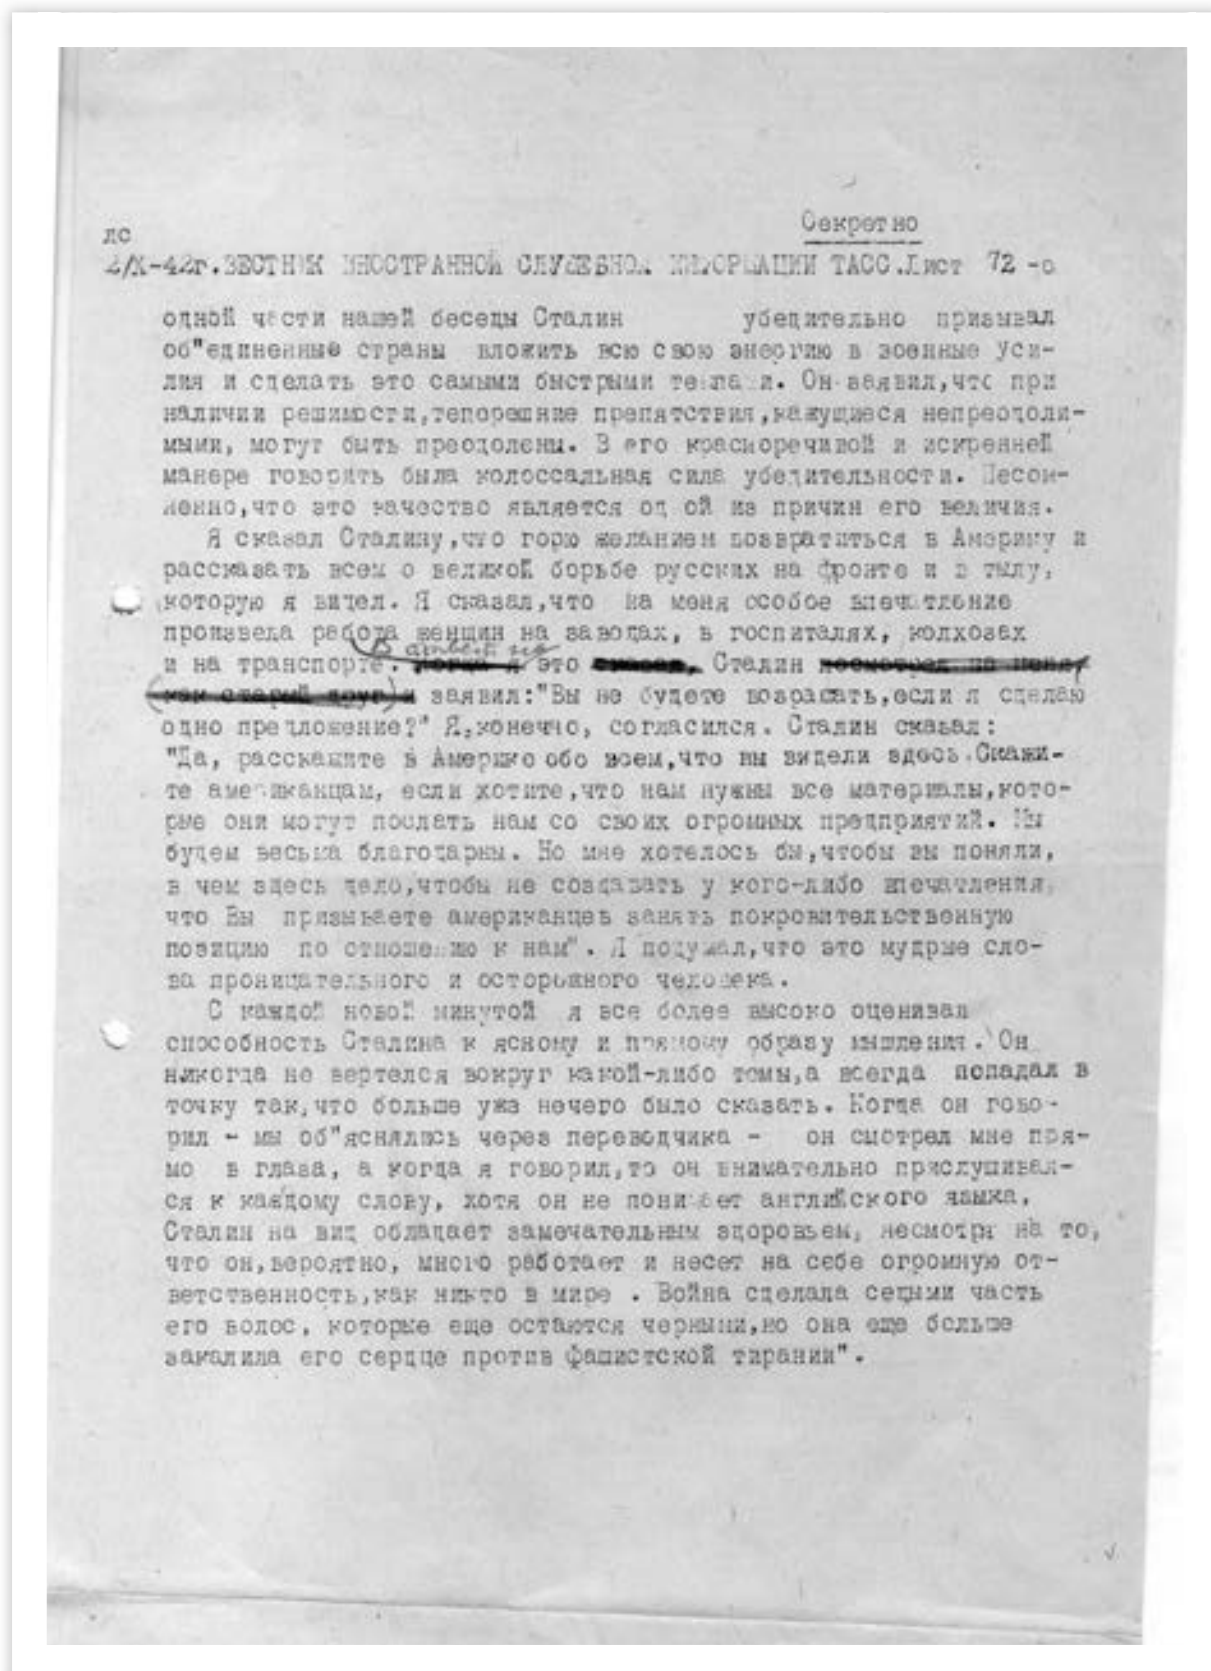 Секретно
лс
2/X-42г.ВЕСТНИК ИНОСТРАННОЙ СЛУЖЕБНОЙ ИНФОРМАЦИИ ТАСС.Лист 72 -о
одной части нашей беседы Сталин убедительно призывал
об"единенные страны вложить всю свою энергию в военные уси-
лия и сделать это самыми быстрыми темпами. Он заявил,что при
наличии решимости,теперешние препятствия,кажущиеся непреодоли-
мыми, могут быть преодолены. В его красноречивой и искренней
манере говорить была колоссальная сила убедительности. Несом-
ненно,что это качество является одной из причин его величия.
Я сказал Сталину,что горю желанием возвратиться в Америку и
рассказать всем о великой борьбе русских на фронте и в тылу,
которую я видел. Я сказал,что на меня особое впечатление
произвела работа женщин на заводах, в госпиталях, колхозах
В ответ на
и на транспорте. Когда я это сказал, Сталин посмотрел на меня,
(как старый друг) и заявил:"Вы не будете возражать,если я сделаю
одно предложение?" Я,конечно, согласился. Сталин сказал:
"Да, расскажите в Америке обо всем,что вы видели здесь.Скажи-
те американцам, если хотите,что нам нужны все материалы,кото-
рые они могут послать нам со своих огромных предприятий. Мы
будем весьма благодарны. Но мне хотелось бы,чтобы вы поняли,
в чем здесь дело,чтобы не создавать у кого-либо впечатления,
что Вы призываете американцев занять покровительственную
позицию по отношению к нам". Я подумал,что это мудрые сло-
ва проницательного и осторожного человека.
С каждой новой минутой я все более высоко оценивал
способность Сталина к ясному и прямому образу мышления. Он
никогда не вертелся вокруг какой-либо темы,а всегда попадал в
точку так,что больше уже нечего было сказать. Когда он гово-
рил - мы об"яснялись через переводчика - он смотрел мне пря-
мо в глаза, а когда я говорил,то он внимательно прислушивал-
ся к каждому слову, хотя он не понимает английского языка.
Сталин на вид обладает замечательным здоровьем, несмотря на то,
что он,вероятно, много работает и несет на себе огромную от-
ветственность,как никто в мире . Война сделала седыми часть
его волос, которые еще остаются черными,но она еще больше
закалила его сердце против фашистской тирании".